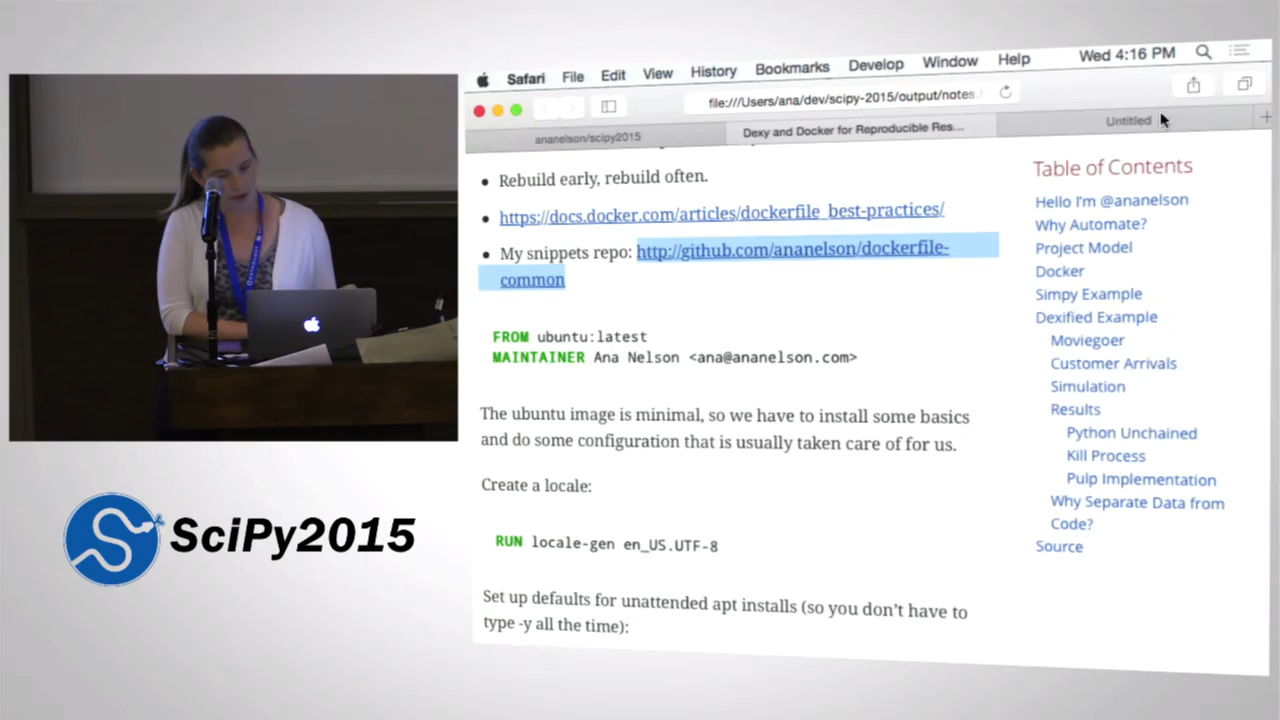 Safari File Edit View History Bookmarks Develop Window Help Wed 4:16 PM
file:///Users/ana/dev/scipy-2015/output/notes.
ananelson/scipy2015 Dexy and Docker for Reproducible Res... Untitled
• Rebuild early, rebuild often.
• https://docs.docker.com/articles/dockerfile_best-practices/
• My snippets repo: http://github.com/ananelson/dockerfile-
common
FROM ubuntu:latest
MAINTAINER Ana Nelson <ana@ananelson.com>
The ubuntu image is minimal, so we have to install some basics
and do some configuration that is usually taken care of for us.
Create a locale:
RUN locale-gen en_US.UTF-8
Set up defaults for unattended apt installs (so you don't have to
type -y all the time):
Table of Contents
Hello I'm @ananelson
Why Automate?
Project Model
Docker
Simpy Example
Dexified Example
Moviegoer
Customer Arrivals
Simulation
Results
Python Unchained
Kill Process
Pulp Implementation
Why Separate Data from
Code?
Source
SciPy2015